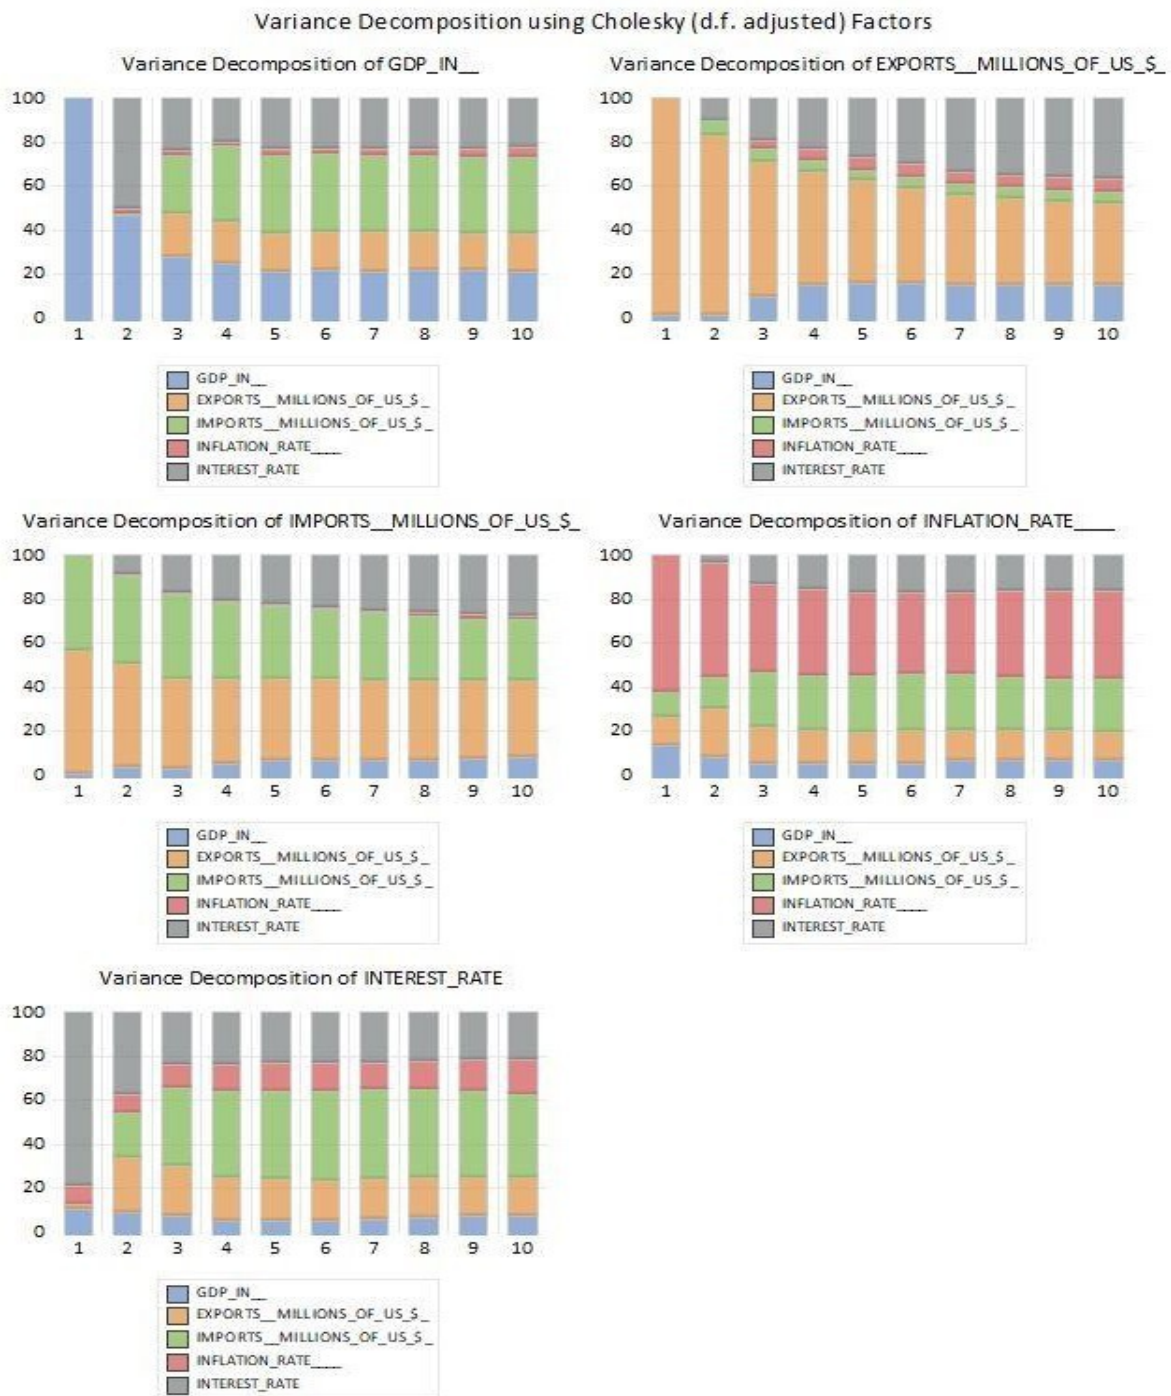 Variance Decomposition using Cholesky (d.f. adjusted) Factors
Variance Decomposition of GDP_IN__
100
80
60
40
20
0
1 2 3 4 5 6 7 8 9 10
GDP_IN__
EXPORTS__MILLIONS_OF_US_$_
IMPORTS__MILLIONS_OF_US_$_
INFLATION_RATE____
INTEREST_RATE
Variance Decomposition of EXPORTS__MILLIONS_OF_US_$_
100
80
60
40
20
0
1 2 3 4 5 6 7 8 9 10
GDP_IN__
EXPORTS__MILLIONS_OF_US_$_
IMPORTS__MILLIONS_OF_US_$_
INFLATION_RATE____
INTEREST_RATE
Variance Decomposition of IMPORTS__MILLIONS_OF_US_$_
100
80
60
40
20
0
1 2 3 4 5 6 7 8 9 10
GDP_IN__
EXPORTS__MILLIONS_OF_US_$_
IMPORTS__MILLIONS_OF_US_$_
INFLATION_RATE____
INTEREST_RATE
Variance Decomposition of INFLATION_RATE____
100
80
60
40
20
0
1 2 3 4 5 6 7 8 9 10
GDP_IN__
EXPORTS__MILLIONS_OF_US_$_
IMPORTS__MILLIONS_OF_US_$_
INFLATION_RATE____
INTEREST_RATE
Variance Decomposition of INTEREST_RATE
100
80
60
40
20
0
1 2 3 4 5 6 7 8 9 10
GDP_IN__
EXPORTS__MILLIONS_OF_US_$_
IMPORTS__MILLIONS_OF_US_$_
INFLATION_RATE____
INTEREST_RATE